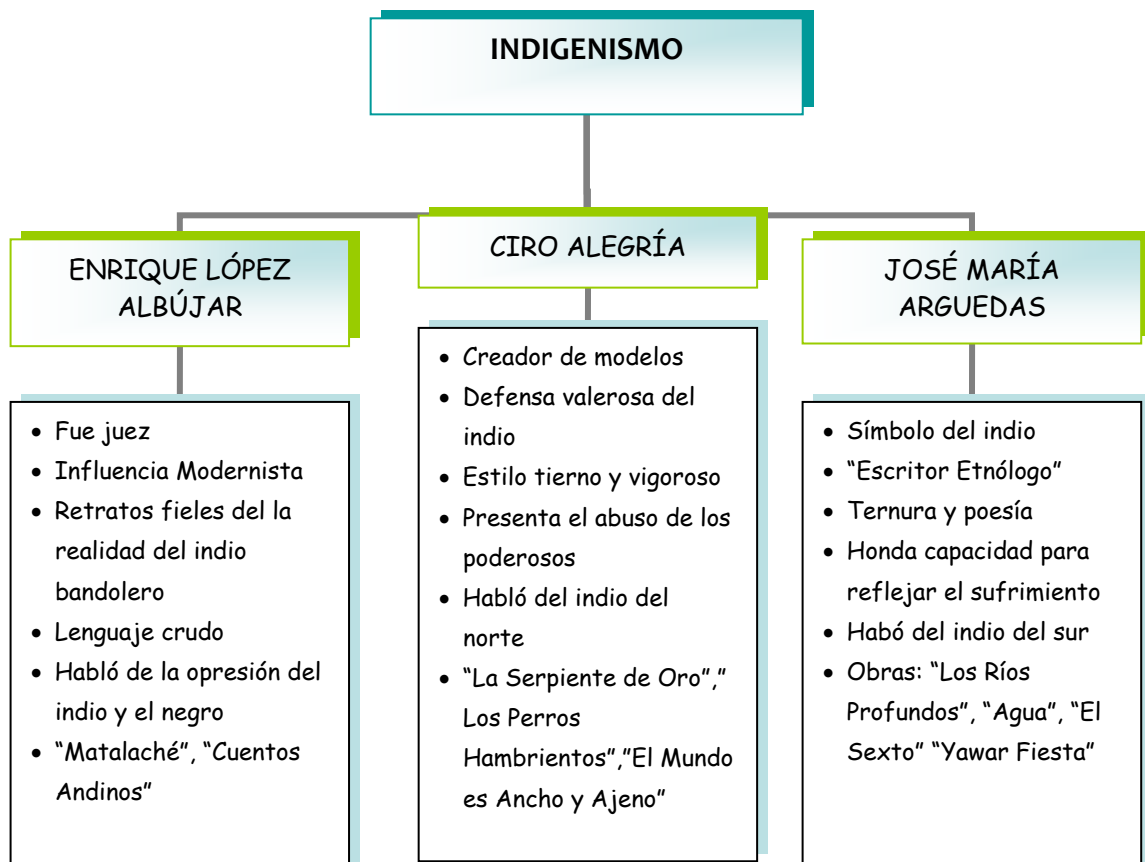 INDIGENISMO
ENRIQUE LÓPEZ
ALBÚJAR
• Fue juez
• Influencia Modernista
• Retratos fieles del la
realidad del indio
bandolero
• Lenguaje crudo
• Habló de la opresión del
indio y el negro
• “Matalaché”, “Cuentos
Andinos”
CIRO ALEGRÍA
• Creador de modelos
• Defensa valerosa del
indio
• Estilo tierno y vigoroso
• Presenta el abuso de los
poderosos
• Habló del indio del
norte
• “La Serpiente de Oro”,”
Los Perros
Hambrientos”,”El Mundo
es Ancho y Ajeno”
JOSÉ MARÍA
ARGUEDAS
• Símbolo del indio
• “Escritor Etnólogo”
• Ternura y poesía
• Honda capacidad para
reflejar el sufrimiento
• Habó del indio del sur
• Obras: “Los Ríos
Profundos”, “Agua”, “El
Sexto” “Yawar Fiesta”